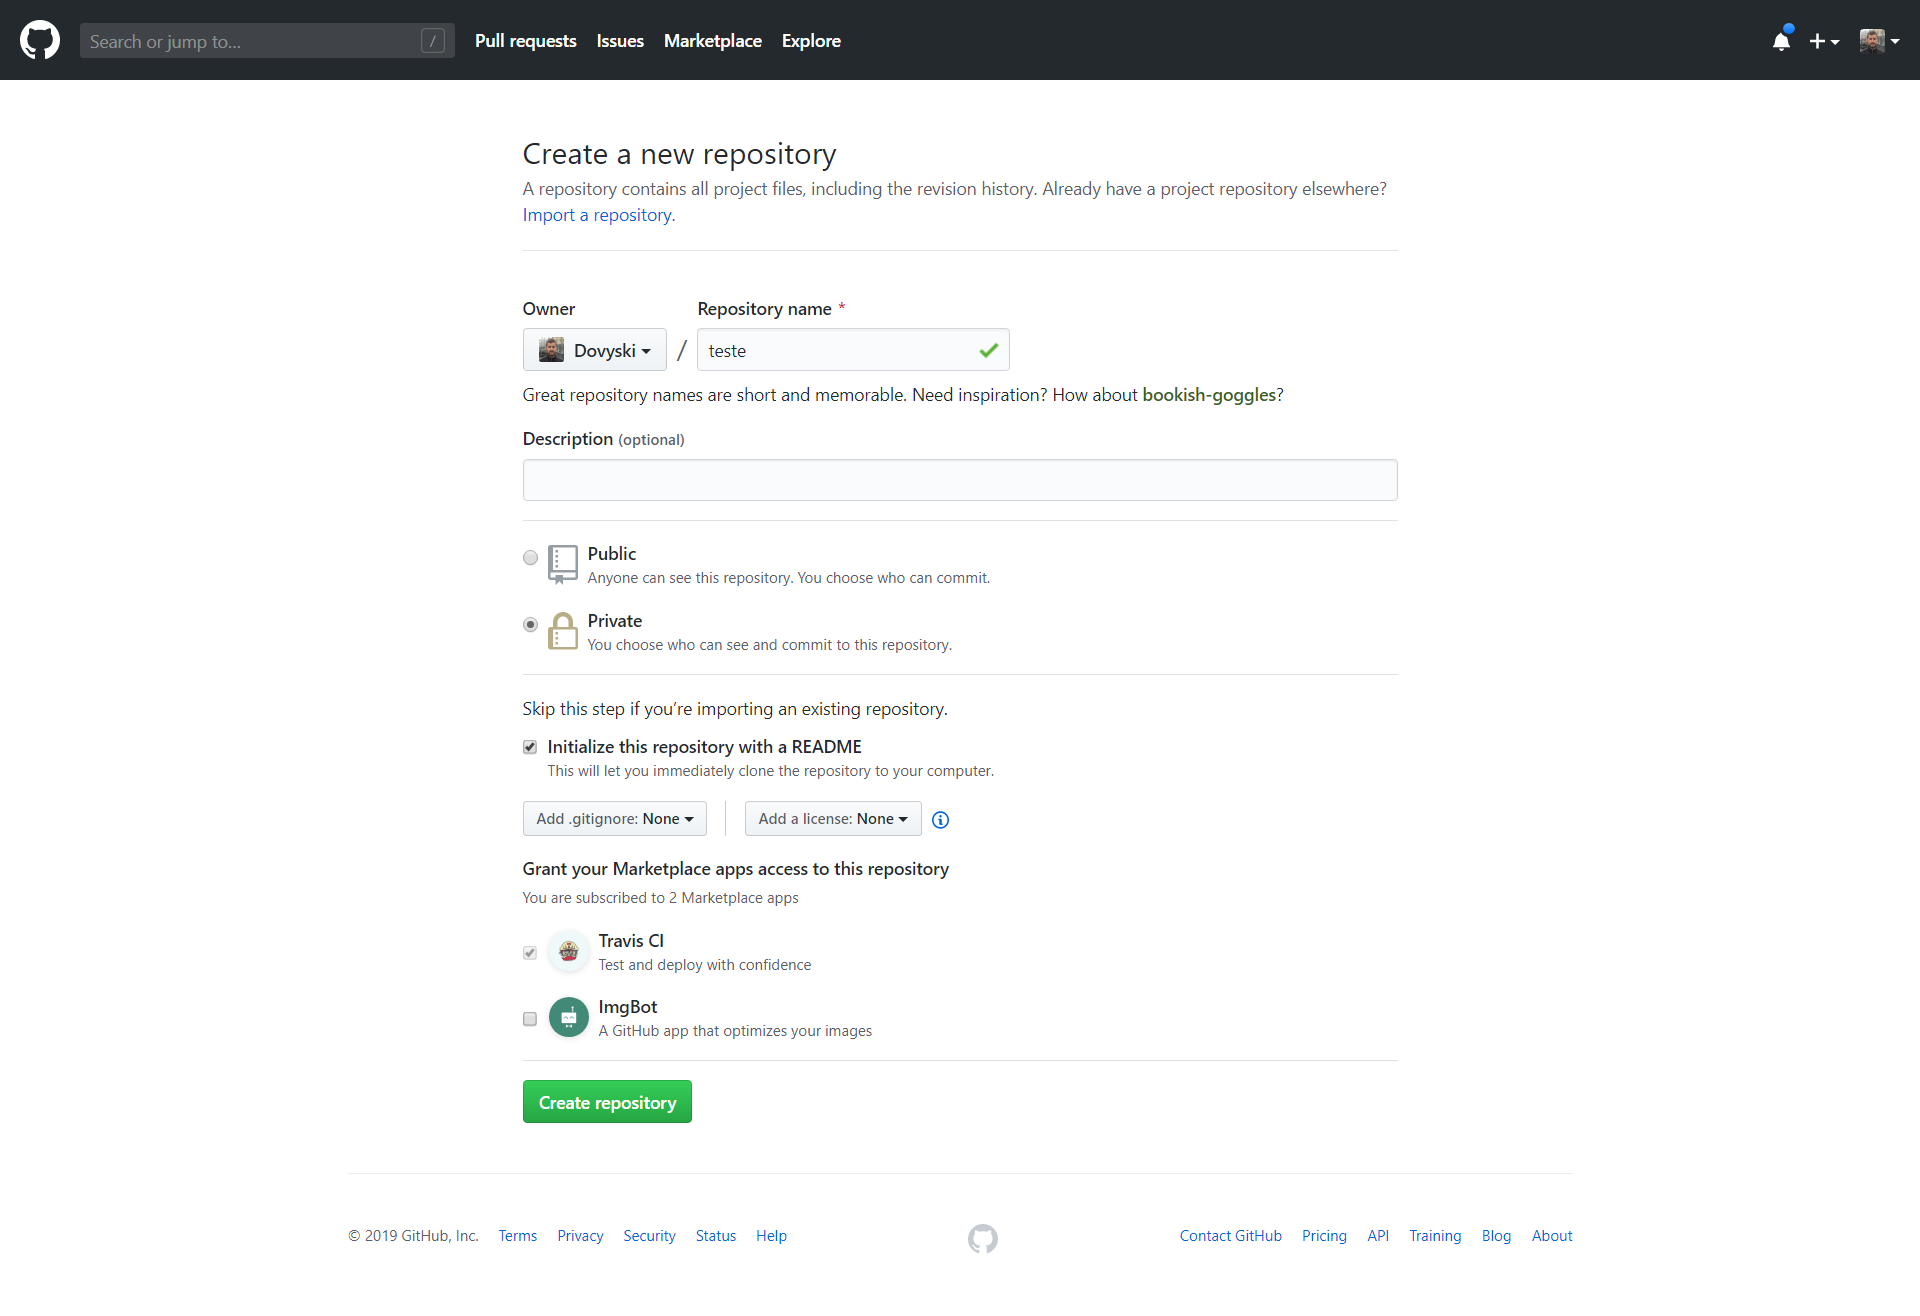 Search or jump to... / Pull requests Issues Marketplace Explore
Create a new repository
A repository contains all project files, including the revision history. Already have a project repository elsewhere?
Import a repository.
Owner Repository name *
Dovyski / teste
Great repository names are short and memorable. Need inspiration? How about bookish-goggles?
Description (optional)
Public
Anyone can see this repository. You choose who can commit.
Private
You choose who can see and commit to this repository.
Skip this step if you’re importing an existing repository.
Initialize this repository with a README
This will let you immediately clone the repository to your computer.
Add .gitignore: None Add a license: None
Grant your Marketplace apps access to this repository
You are subscribed to 2 Marketplace apps
Travis CI
Test and deploy with confidence
ImgBot
A GitHub app that optimizes your images
Create repository
© 2019 GitHub, Inc. Terms Privacy Security Status Help Contact GitHub Pricing API Training Blog About